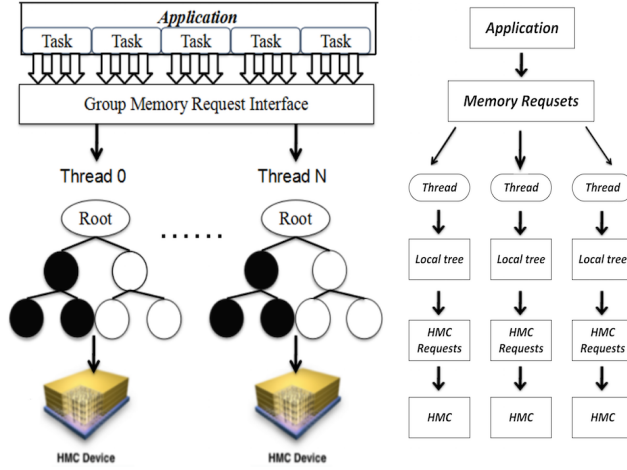 Application
Task Task Task Task Task
Group Memory Request Interface
Thread 0 Thread N
Root ...... Root
HMC Device HMC Device
Application
Memory Requsets
Thread Thread Thread
Local tree Local tree Local tree
HMC HMC HMC
Requests Requests Requests
HMC HMC HMC